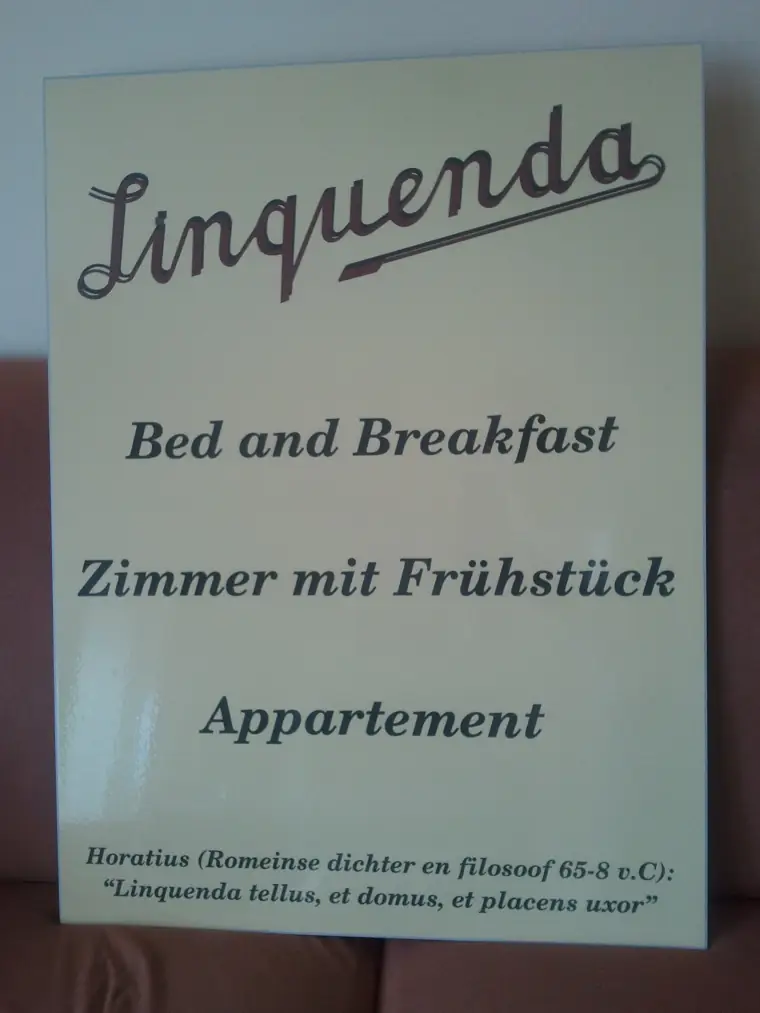 Linquenda
Bed and Breakfast
Zimmer mit Frühstück
Appartement
Horatius (Romeinse dichter en filosoof 65-8 v.C):
“Linquenda tellus, et domus, et placens uxor”